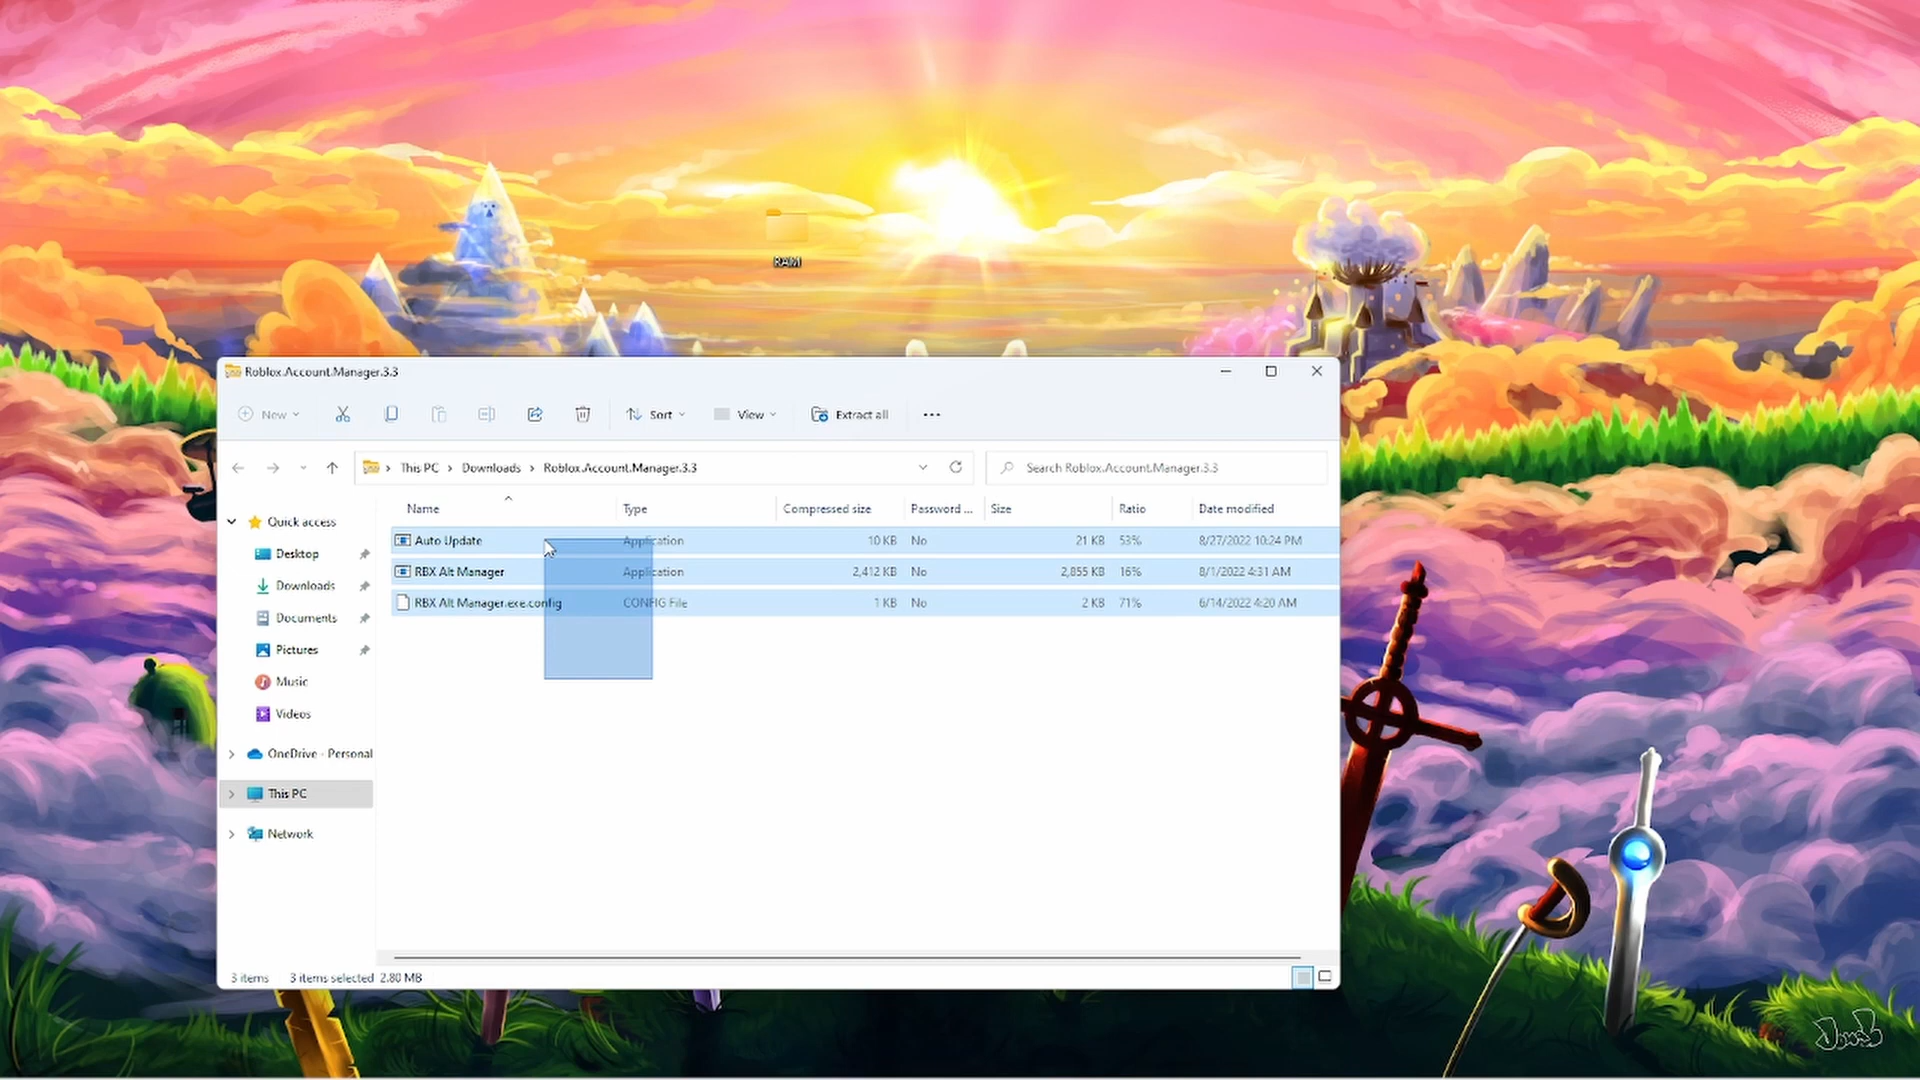 RAM
Roblox.Account.Manager.3.3
New
Sort
View
Extract all
This PC
Downloads
Roblox.Account.Manager.3.3
Search Roblox.Account.Manager.3.3
Name
Type
Compressed size
Password ...
Size
Ratio
Date modified
Auto Update Application 10 KB No 21 KB 53% 8/27/2022 10:24 PM
RBX Alt Manager Application 2,412 KB No 2,855 KB 16% 8/1/2022 4:31 AM
RBX Alt Manager.exe.config CONFIG File 1 KB No 2 KB 71% 6/14/2022 4:20 AM
Quick access
Desktop
Downloads
Documents
Pictures
Music
Videos
OneDrive - Personal
This PC
Network
3 items 3 items selected 2.80 MB